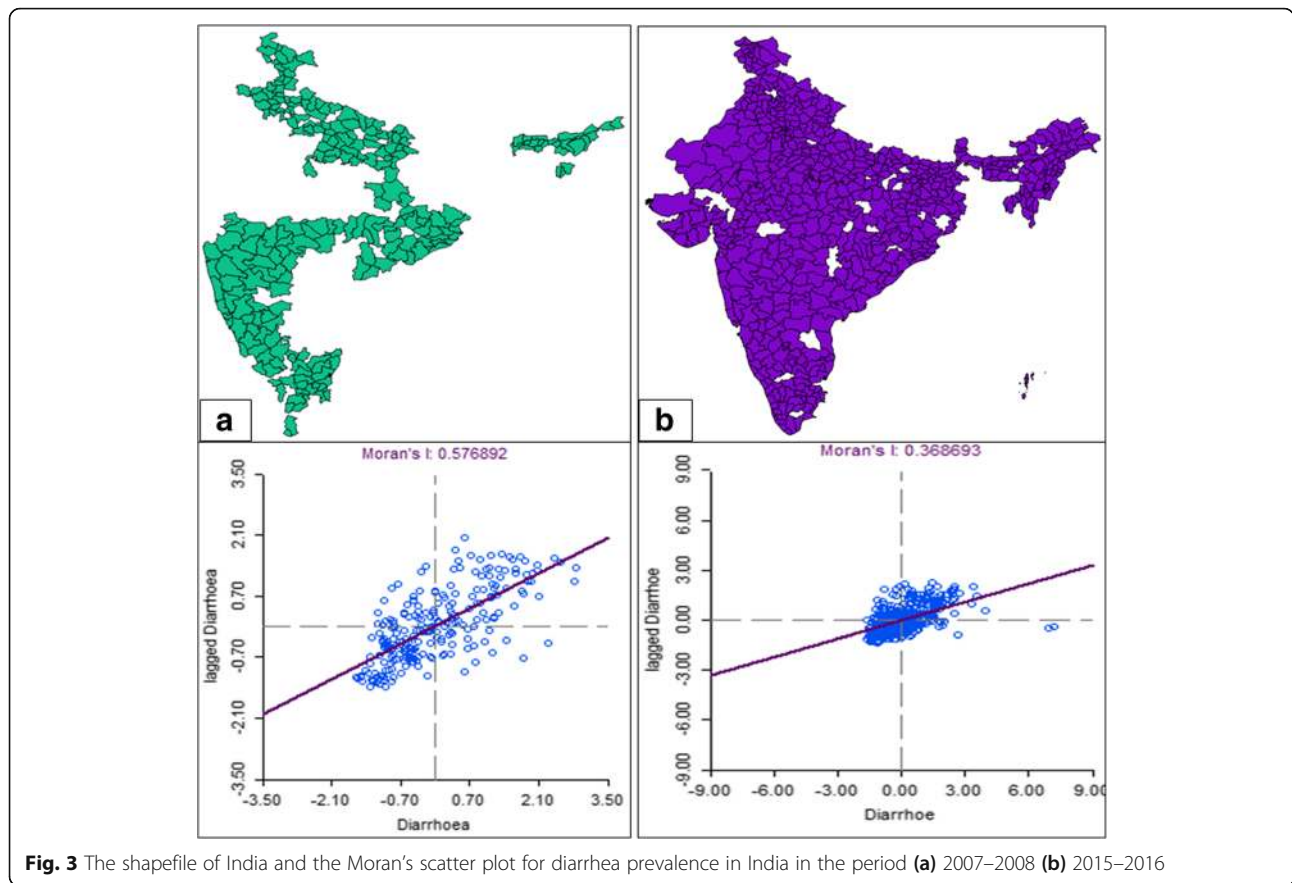 a
b
Moran's I: 0.576892
lagged Diarrhoea
3.50
2.10
0.70
-0.70
-2.10
-3.50
-3.50 -2.10 -0.70 0.70 2.10 3.50
Diarrhoea
Moran's I: 0.368693
lagged Diarrhoe
9.00
6.00
3.00
0.00
-3.00
-6.00
-9.00
-9.00 -6.00 -3.00 0.00 3.00 6.00 9.00
Diarrhoe
Fig. 3 The shapefile of India and the Moran's scatter plot for diarrhea prevalence in India in the period (a) 2007–2008 (b) 2015–2016